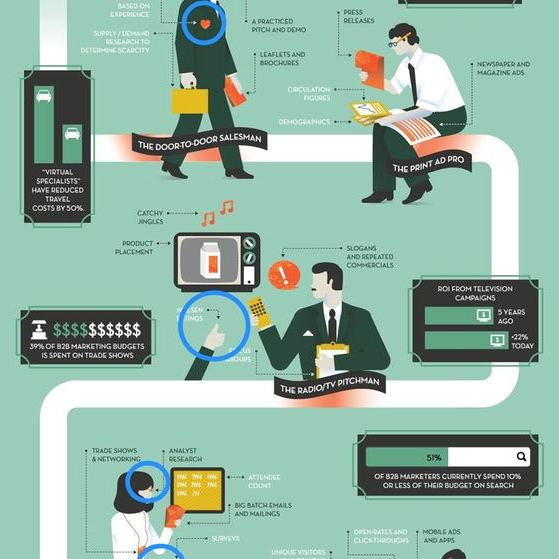 BASED ON
EXPERIENCE
A PRACTICED
PITCH AND DEMO
PRESS
RELEASES
SUPPLY / DEMAND
RESEARCH TO
DETERMINE SCARCITY
LEAFLETS AND
BROCHURES
NEWSPAPER AND
MAGAZINE ADS
CIRCULATION
FIGURES
DEMOGRAPHICS
THE DOOR-TO-DOOR SALESMAN
THE PRINT AD PRO
"VIRTUAL
SPECIALISTS"
HAVE REDUCED
TRAVEL
COSTS BY 50%.
CATCHY
JINGLES
PRODUCT
PLACEMENT
SLOGANS
AND REPEATED
COMMERCIALS
!
NIELSEN
RATINGS
FOCUS
GROUPS
ROI FROM TELEVISION
CAMPAIGNS
$ 5 YEARS
AGO
$ -22%
TODAY
$$$$$$$$$$
39% OF B2B MARKETING BUDGETS
IS SPENT ON TRADE SHOWS
THE RADIO/TV PITCHMAN
51%
OF B2B MARKETERS CURRENTLY SPEND 10%
OR LESS OF THEIR BUDGET ON SEARCH
TRADE SHOWS
& NETWORKING
ANALYST
RESEARCH
ATTENDEE
COUNT
BIG BATCH EMAILS
AND MAILINGS
SURVEYS
OPEN-RATES AND
CLICK-THROUGHS
MOBILE ADS
AND APPS
UNIQUE VISITORS